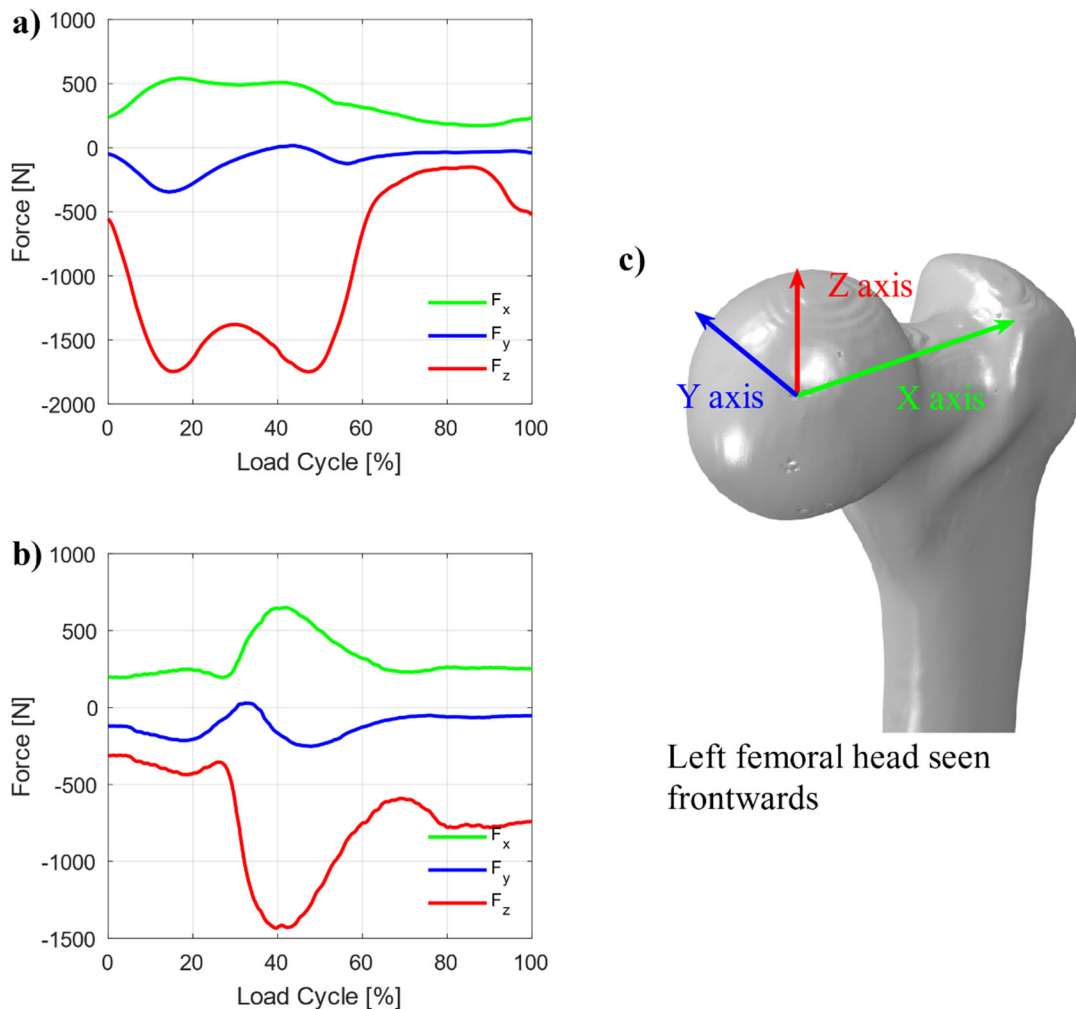 a)
1000
500
0
-500
-1000
-1500
-2000
Force [N]
F_x
F_y
F_z
0 20 40 60 80 100
Load Cycle [%]
b)
1000
500
0
-500
-1000
-1500
Force [N]
F_x
F_y
F_z
0 20 40 60 80 100
Load Cycle [%]
c)
Z axis
Y axis
X axis
Left femoral head seen
frontwards